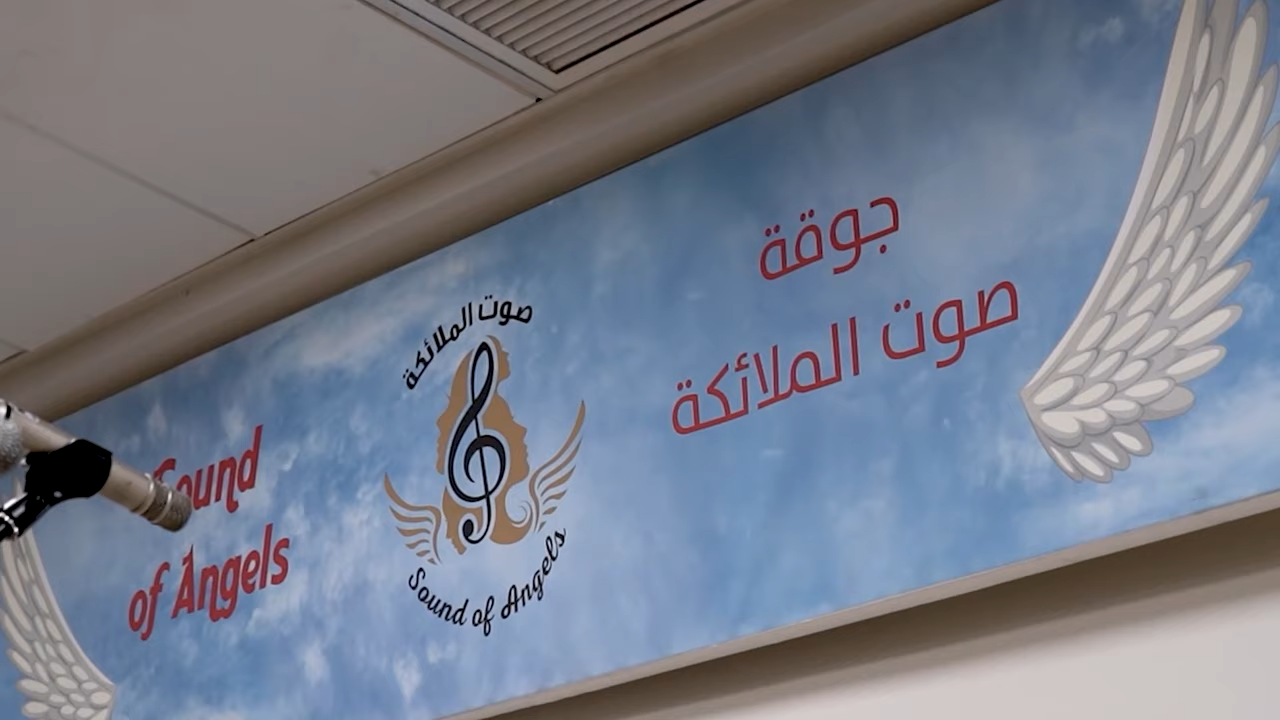 جوقة
صوت الملائكة
صوت الملائكة
Sound of Angels
Sound
of Angels